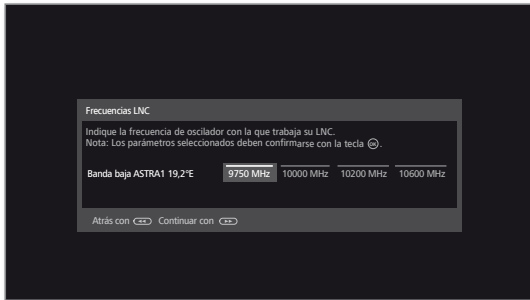 Frecuencias LNC
Indique la frecuencia de oscilador con la que trabaja su LNC.
Nota: Los parámetros seleccionados deben confirmarse con la tecla OK.
Banda baja ASTRA1 19,2°E 9750 MHz 10000 MHz 10200 MHz 10600 MHz
Atrás con Continuar con